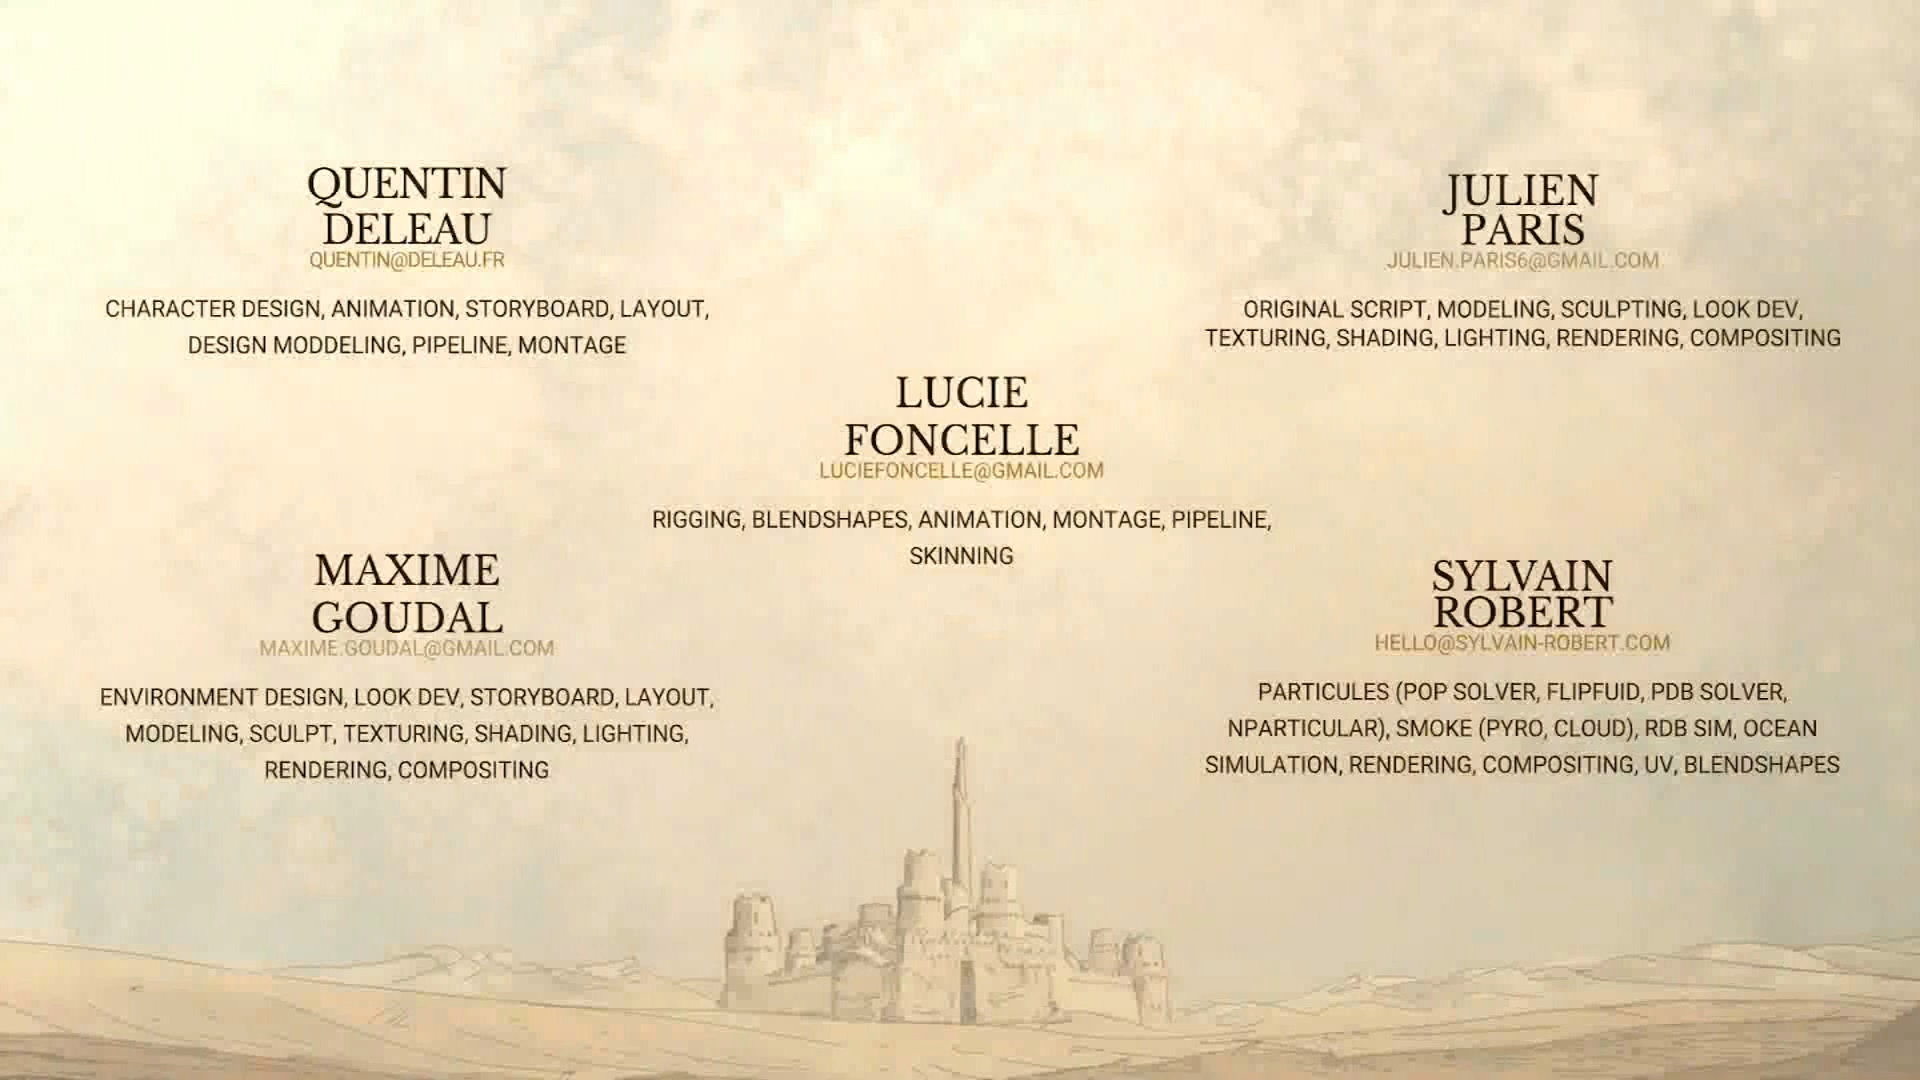 QUENTIN
DELEAU
QUENTIN@DELEAU.FR
CHARACTER DESIGN, ANIMATION, STORYBOARD, LAYOUT,
DESIGN MODDELING, PIPELINE, MONTAGE
JULIEN
PARIS
JULIEN.PARIS6@GMAIL.COM
ORIGINAL SCRIPT, MODELING, SCULPTING, LOOK DEV,
TEXTURING, SHADING, LIGHTING, RENDERING, COMPOSITING
LUCIE
FONCELLE
LUCIEFONCELLE@GMAIL.COM
RIGGING, BLENDSHAPES, ANIMATION, MONTAGE, PIPELINE,
SKINNING
MAXIME
GOUDAL
MAXIME.GOUDAL@GMAIL.COM
ENVIRONMENT DESIGN, LOOK DEV, STORYBOARD, LAYOUT,
MODELING, SCULPT, TEXTURING, SHADING, LIGHTING,
RENDERING, COMPOSITING
SYLVAIN
ROBERT
HELLO@SYLVAIN-ROBERT.COM
PARTICULES (POP SOLVER, FLIPFUID, PDB SOLVER,
NPARTICULAR), SMOKE (PYRO, CLOUD), RDB SIM, OCEAN
SIMULATION, RENDERING, COMPOSITING, UV, BLENDSHAPES